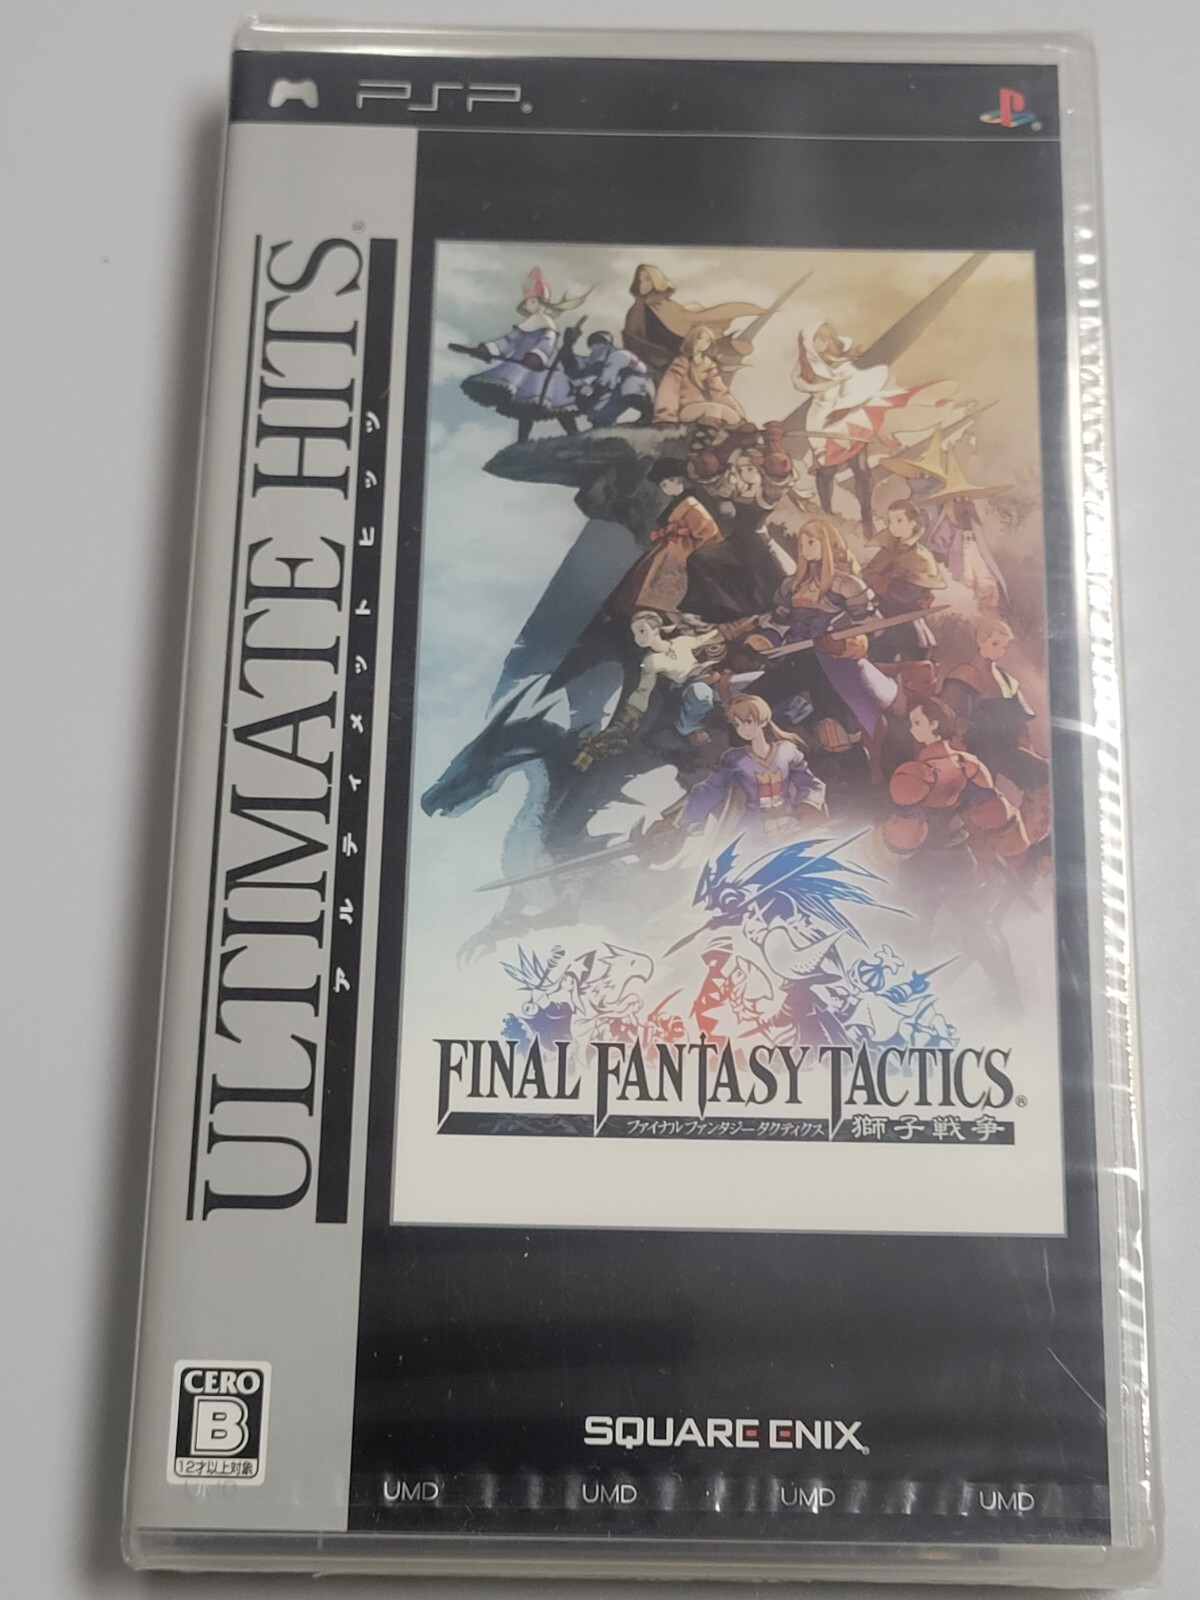 PSP®
ULTIMATE HITS®
アルティメットヒッツ
FINAL FANTASY TACTICS®
ファイナルファンタジー タクティクス 獅子戦争
CERO
B
12才以上対象
SQUARE ENIX®
UMD UMD UMD UMD UMD